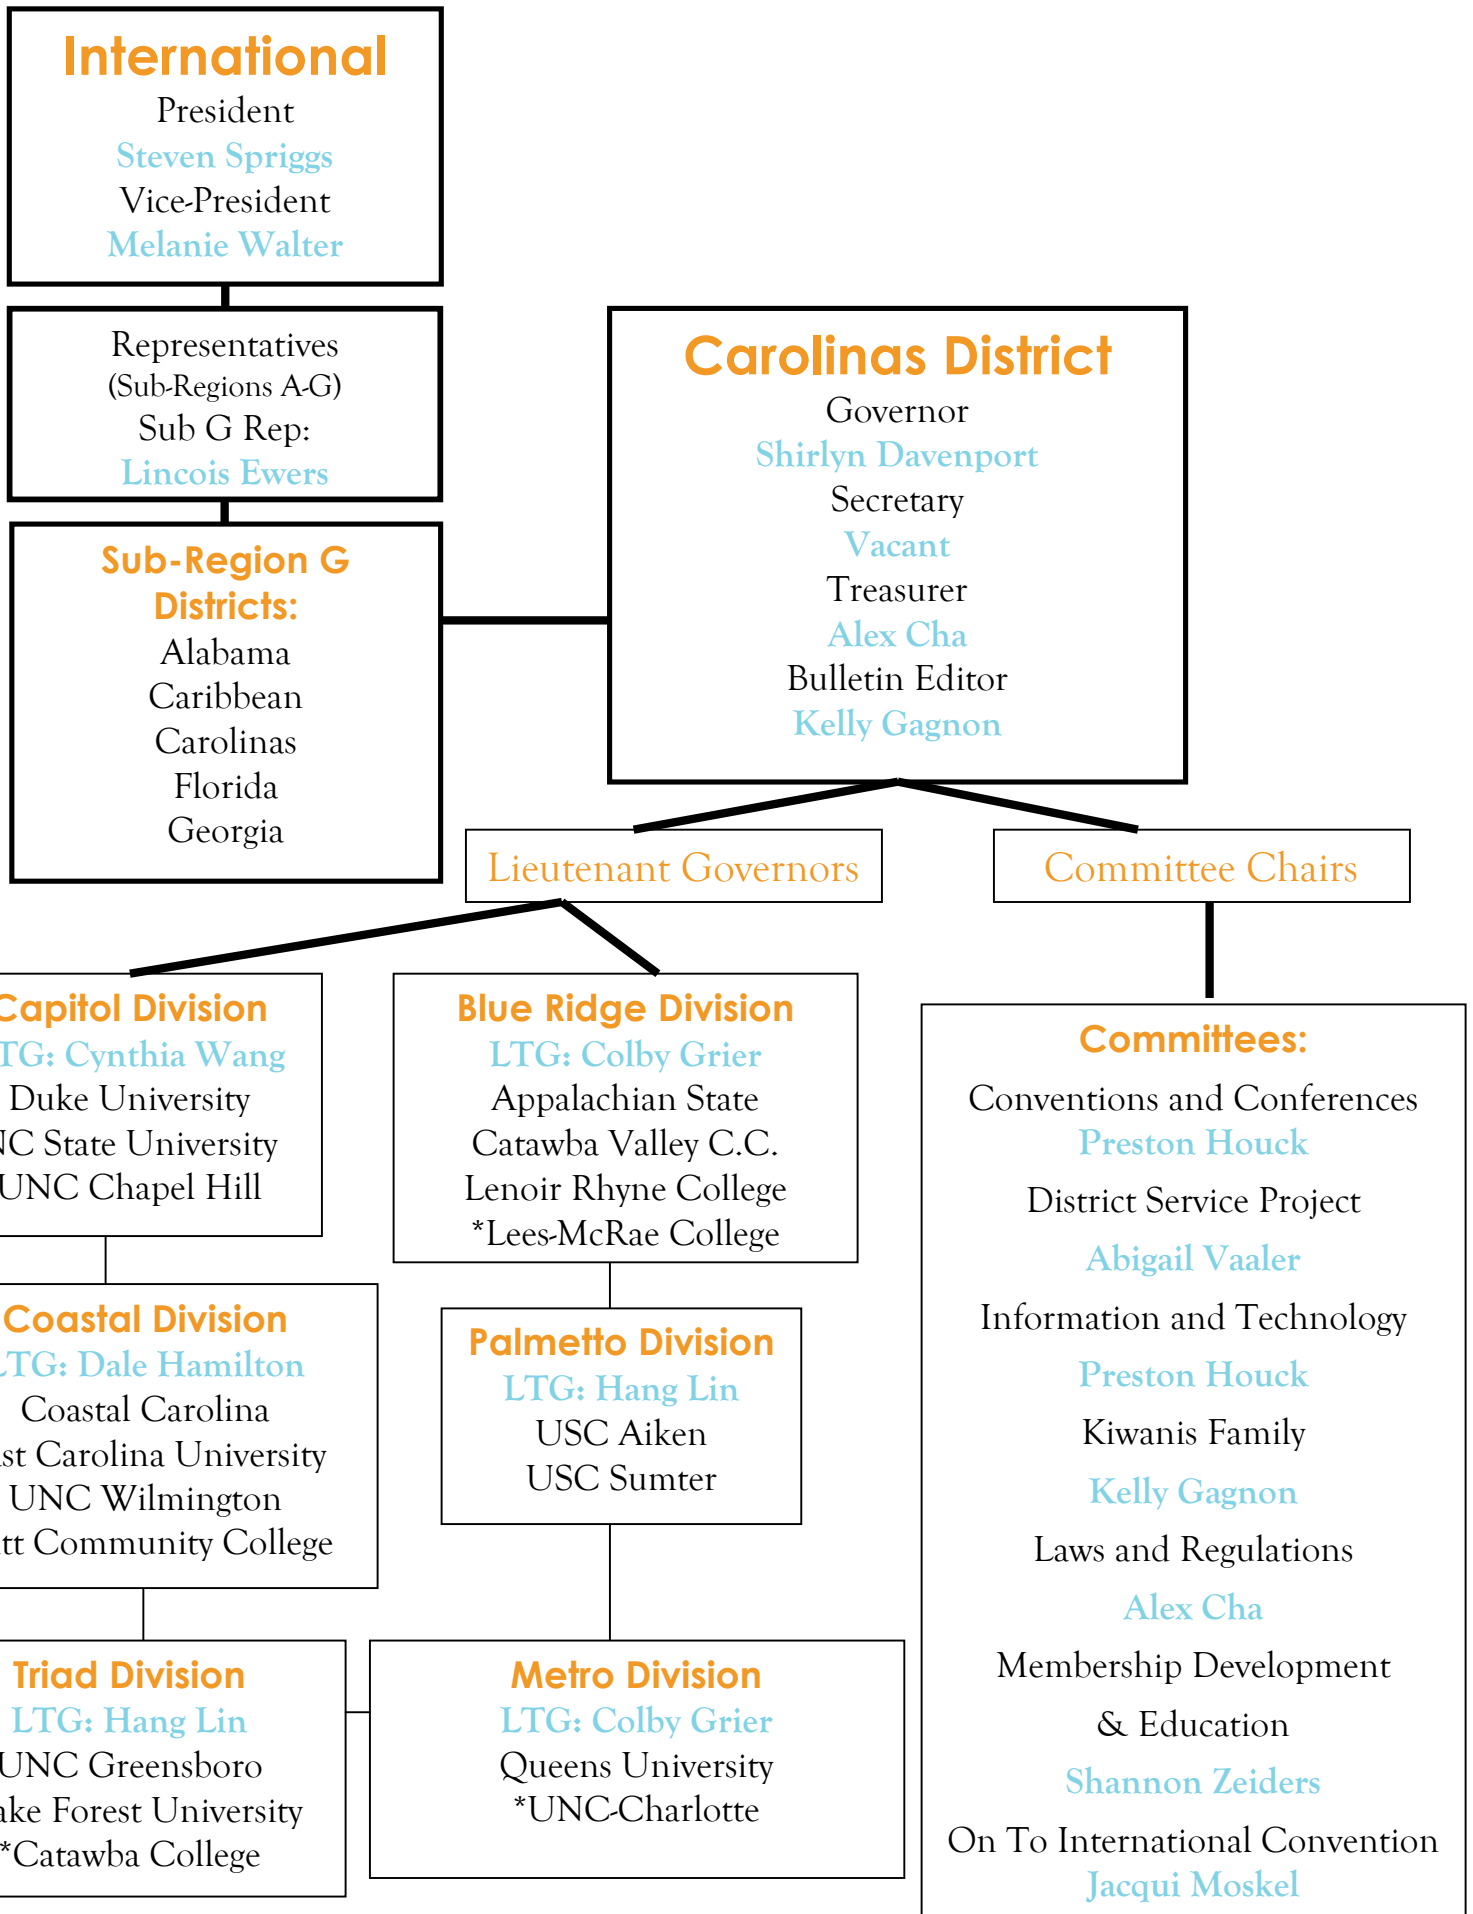 International
President
Steven Spriggs
Vice-President
Melanie Walter
Representatives
(Sub-Regions A-G)
Sub G Rep:
Lincois Ewers
Sub-Region G
Districts:
Alabama
Caribbean
Carolinas
Florida
Georgia
Carolinas District
Governor
Shirlyn Davenport
Secretary
Vacant
Treasurer
Alex Cha
Bulletin Editor
Kelly Gagnon
Lieutenant Governors
Committee Chairs
Capitol Division
TG: Cynthia Wang
Duke University
NC State University
UNC Chapel Hill
Blue Ridge Division
LTG: Colby Grier
Appalachian State
Catawba Valley C.C.
Lenoir Rhyne College
*Lees-McRae College
Coastal Division
LTG: Dale Hamilton
Coastal Carolina
st Carolina University
UNC Wilmington
tt Community College
Palmetto Division
LTG: Hang Lin
USC Aiken
USC Sumter
Triad Division
LTG: Hang Lin
UNC Greensboro
ake Forest University
*Catawba College
Metro Division
LTG: Colby Grier
Queens University
*UNC-Charlotte
Committees:
Conventions and Conferences
Preston Houck
District Service Project
Abigail Vaaler
Information and Technology
Preston Houck
Kiwanis Family
Kelly Gagnon
Laws and Regulations
Alex Cha
Membership Development
& Education
Shannon Zeiders
On To International Convention
Jacqui Moskel